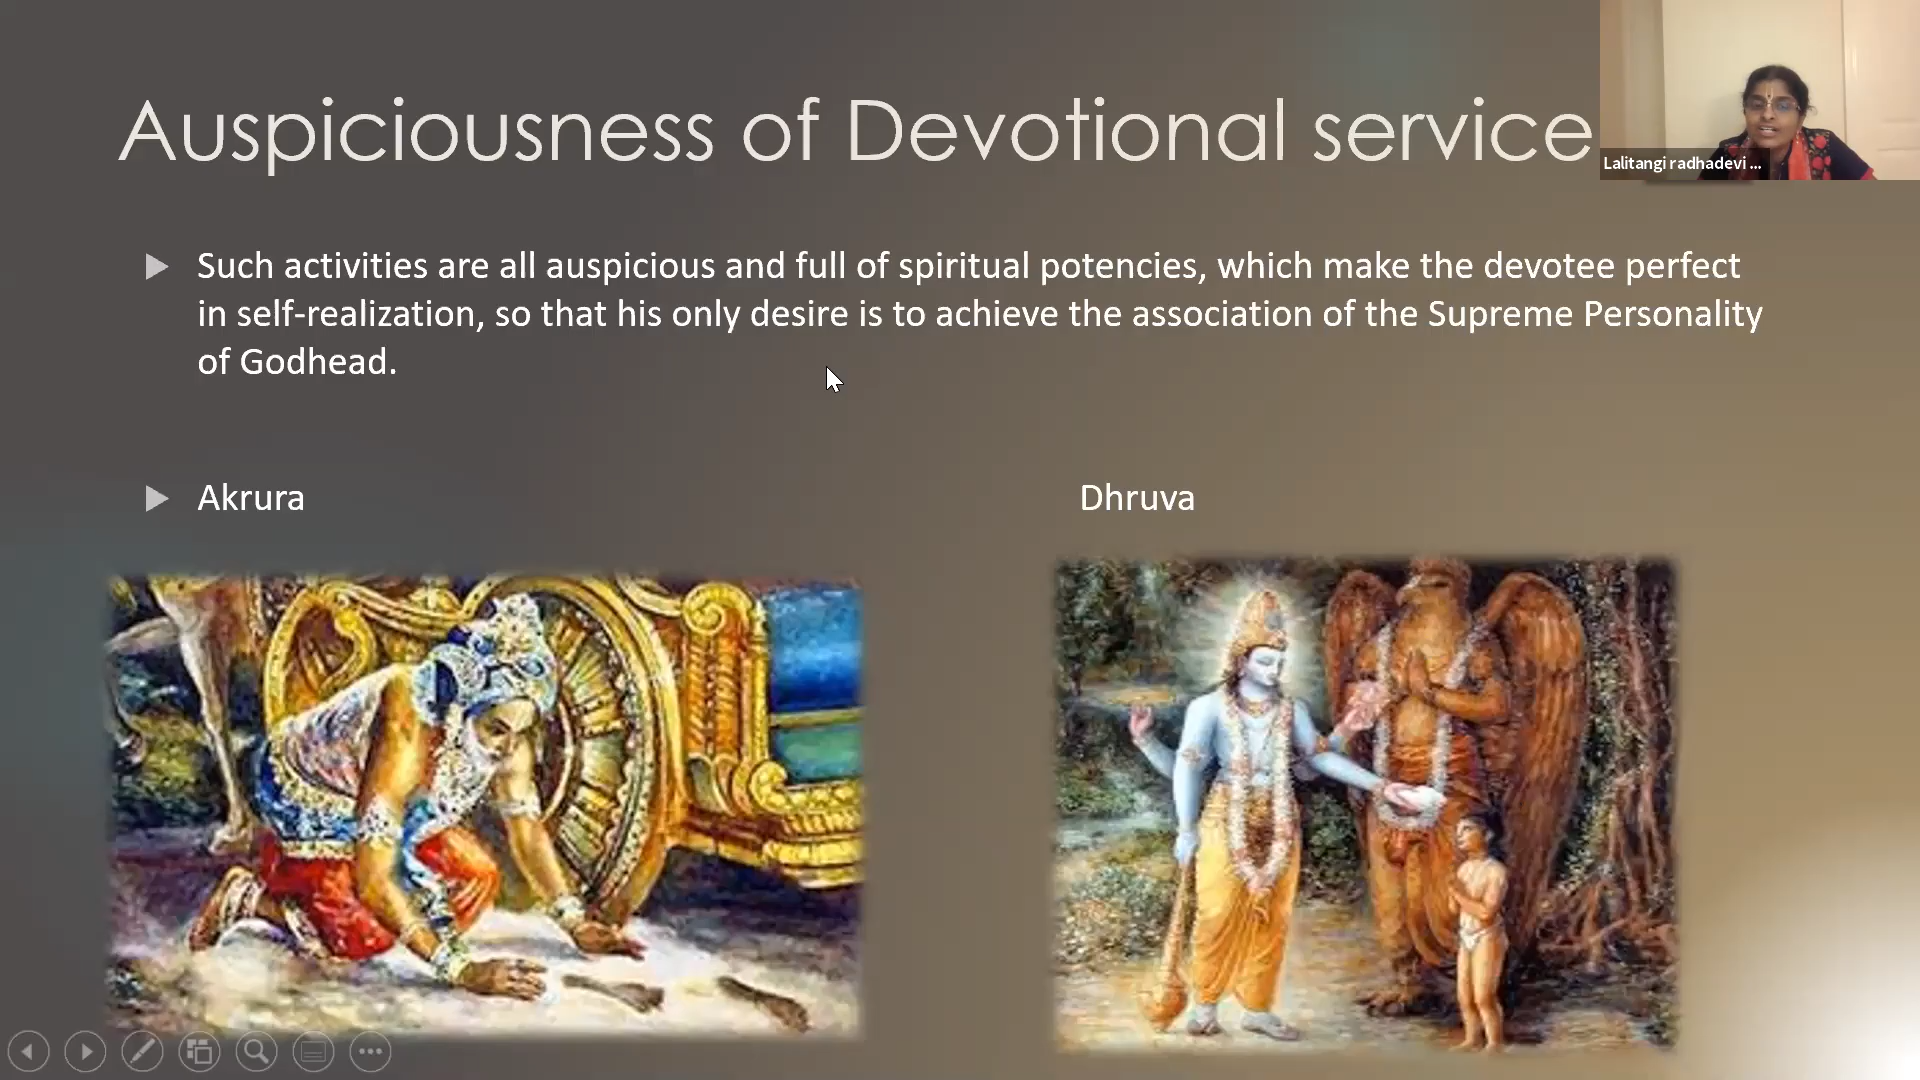 Auspiciousness of Devotional service
Lalitangi radhadevi ...
Such activities are all auspicious and full of spiritual potencies, which make the devotee perfect
in self-realization, so that his only desire is to achieve the association of the Supreme Personality
of Godhead.
Akrura
Dhruva